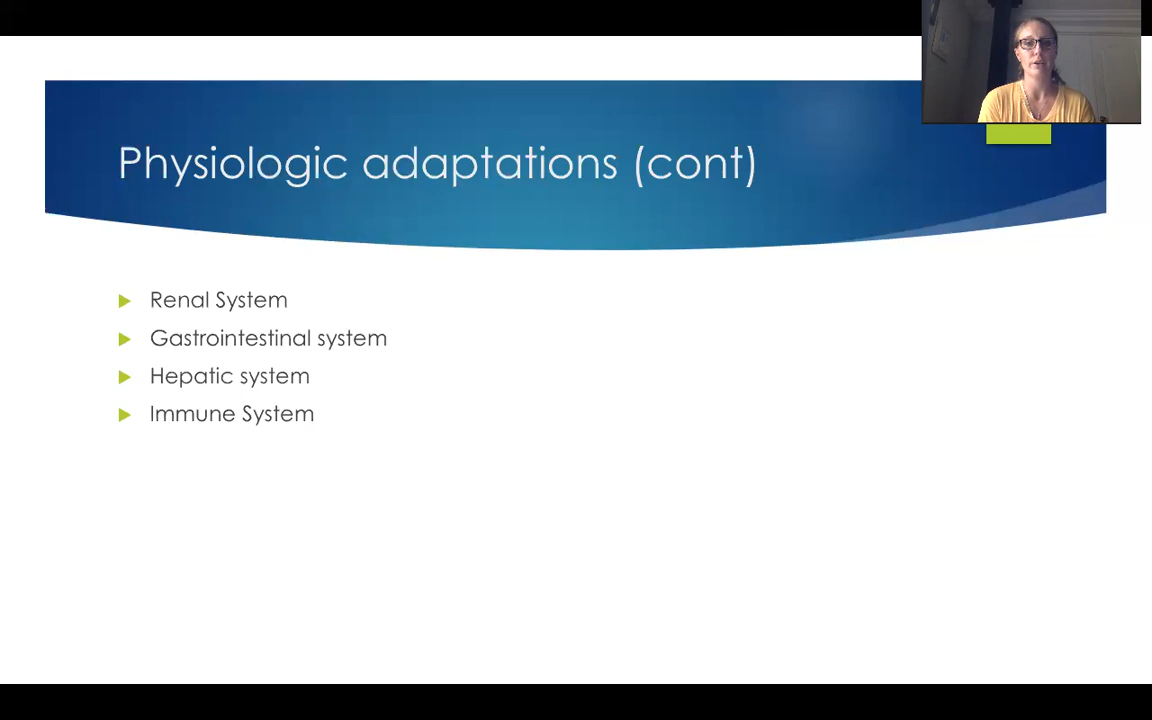 Physiologic adaptations (cont)
Renal System
Gastrointestinal system
Hepatic system
Immune System